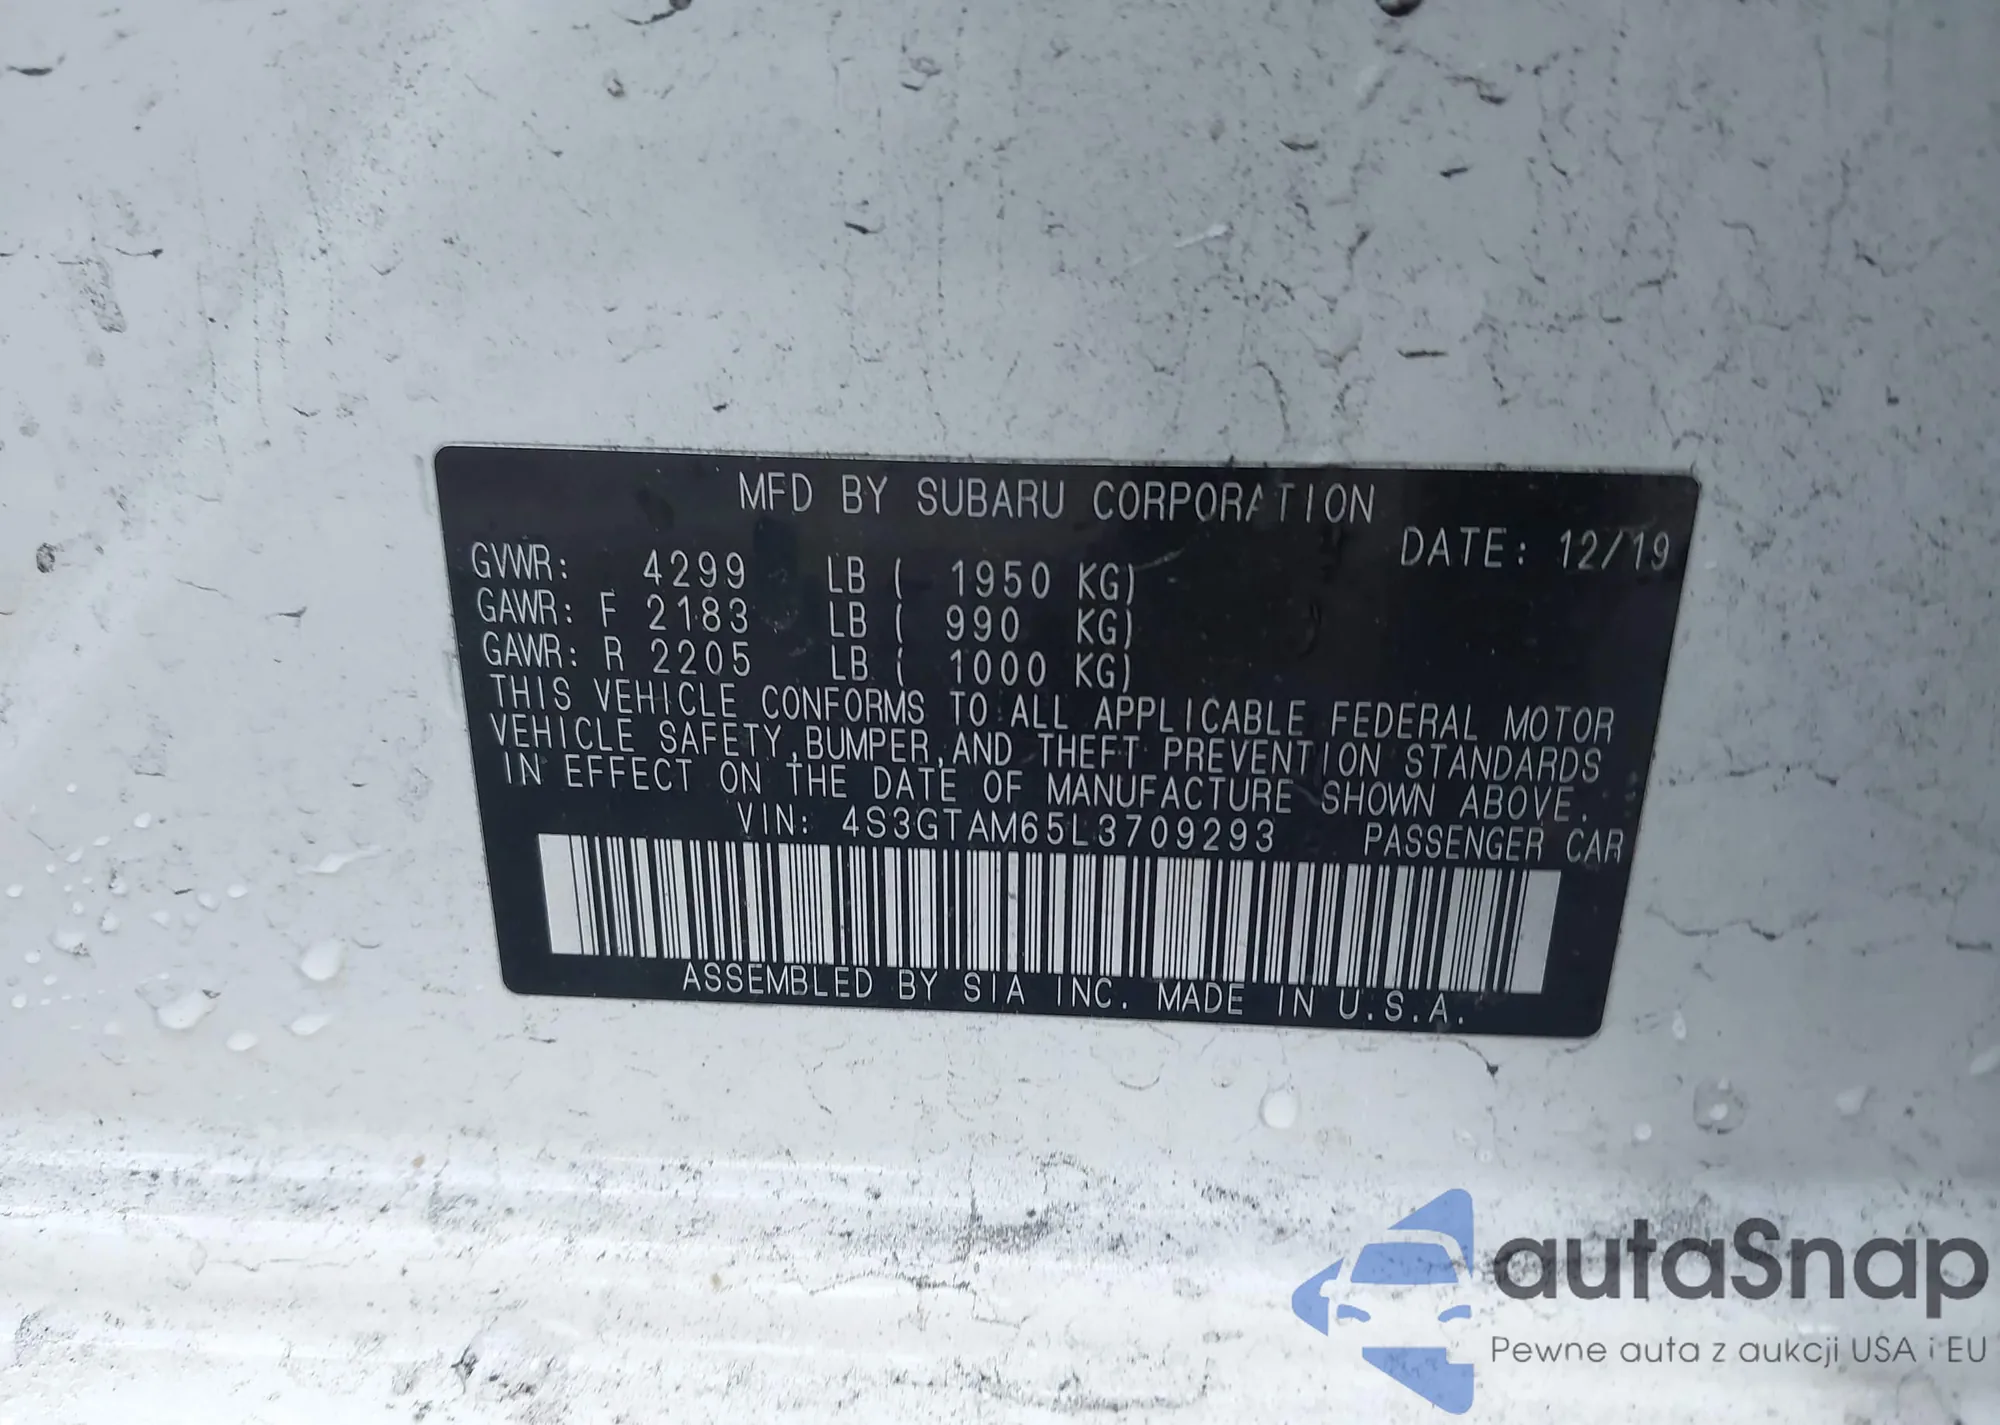 MFD BY SUBARU CORPORATION
DATE: 12/19
GVWR: 4299 LB ( 1950 KG)
GAWR: F 2183 LB ( 990 KG)
GAWR: R 2205 LB ( 1000 KG)
THIS VEHICLE CONFORMS TO ALL APPLICABLE FEDERAL MOTOR
VEHICLE SAFETY,BUMPER,AND THEFT PREVENTION STANDARDS
IN EFFECT ON THE DATE OF MANUFACTURE SHOWN ABOVE.
VIN: 4S3GTAM65L3709293 PASSENGER CAR
ASSEMBLED BY SIA INC. MADE IN U.S.A.
autaSnap
Pewne auta z aukcji USA i EU